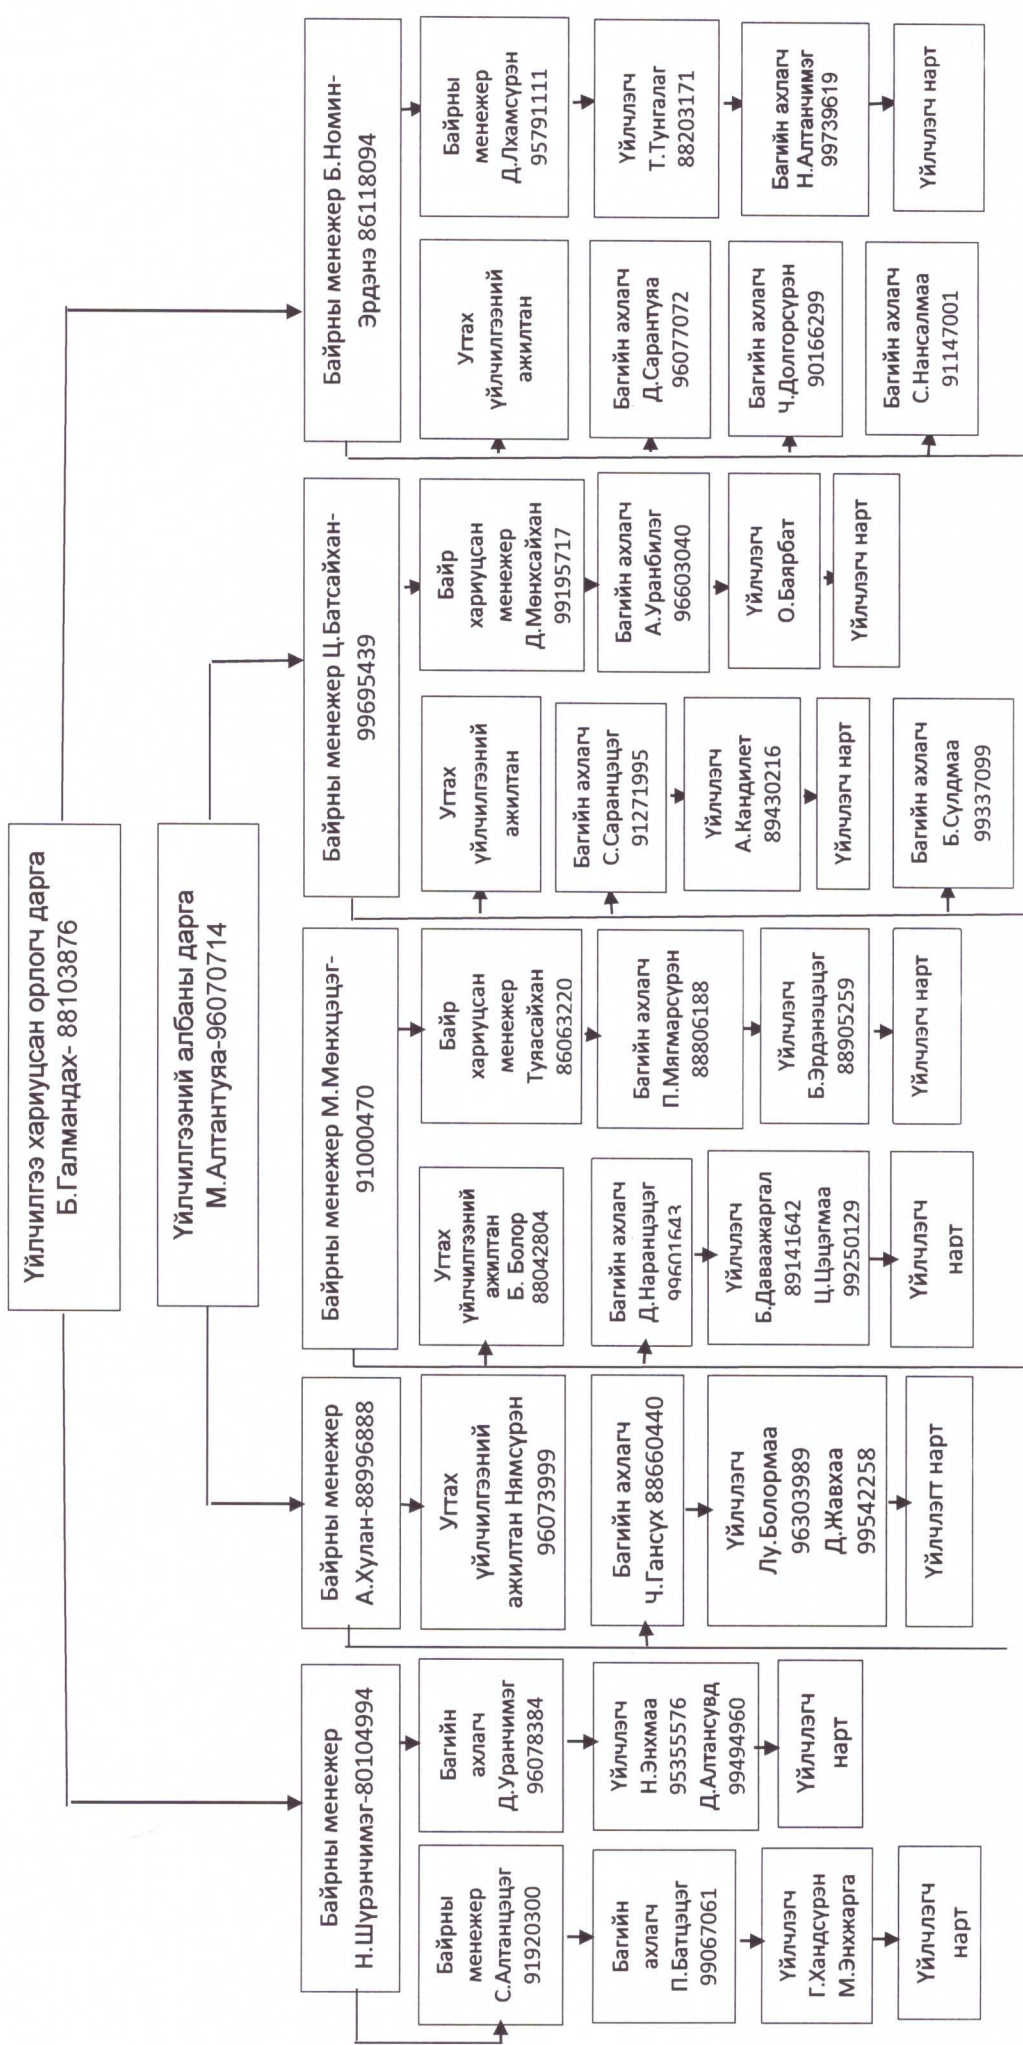 Үйлчилгээ хариуцсан орлогч дарга
Б.Галмандах- 88103876
Үйлчилгээний албаны дарга
М.Алтантуяа-96070714
Байрны менежер
Н.Шүрэнчимэг-80104994
Байрны менежер
А.Хулан-88996888
Байрны менежер М.Мөнхцэцэг-
91000470
Байрны менежер Ц.Батсайхан-
99695439
Байрны менежер Б.Номин-
Эрдэнэ 86118094
Байрны
менежер
С.Алтанцэцэг
91920300
Багийн
ахлагч
П.Батцэцэг
99067061
Үйлчлэгч
Г.Хандсүрэн
М.Энхжарга
Үйлчлэгч
нарт
Багийн
ахлагч
Д.Уранчимэг
96078384
Үйлчлэгч
Н.Энхмаа
95355576
Д.Алтансувд
99494960
Үйлчлэгч
нарт
Угтах
үйлчилгээний
ажилтан Нямсүрэн
96073999
Багийн ахлагч
Ч.Гансүх 88660440
Үйлчлэгч
Лу.Болормаа
96303989
Д.Жавхаа
99542258
Үйлчлэгт нарт
Угтах
үйлчилгээний
ажилтан
Б. Болор
88042804
Багийн ахлагч
Д.Наранцэцэг
99601643
Үйлчлэгч
Б.Даваажаргал
89141642
Ц.Цэцэгмаа
99250129
Үйлчлэгч
нарт
Байр
хариуцсан
менежер
Туяасайхан
86063220
Багийн ахлагч
П.Мягмарсүрэн
88806188
Үйлчлэгч
Б.Эрдэнэцэцэг
88905259
Үйлчлэгч нарт
Угтах
үйлчилгээний
ажилтан
Багийн ахлагч
С.Саранцэцэг
91271995
Үйлчлэгч
А.Кандилет
89430216
Үйлчлэгч нарт
Багийн ахлагч
Б.Сүлдмаа
99337099
Байр
хариуцсан
менежер
Д.Мөнхсайхан
99195717
Багийн ахлагч
А.Уранбилэг
96603040
Үйлчлэгч
О.Баярбат
Үйлчлэгч нарт
Угтах
үйлчилгээний
ажилтан
Багийн ахлагч
Д.Сарантуяа
96077072
Багийн ахлагч
Ч.Долгорсүрэн
90166299
Багийн ахлагч
С.Нансалмаа
91147001
Байрны
менежер
Д.Лхамсүрэн
95791111
Үйлчлэгч
Т.Тунгалаг
88203171
Багийн ахлагч
Н.Алтанчимэг
99739619
Үйлчлэгч нарт